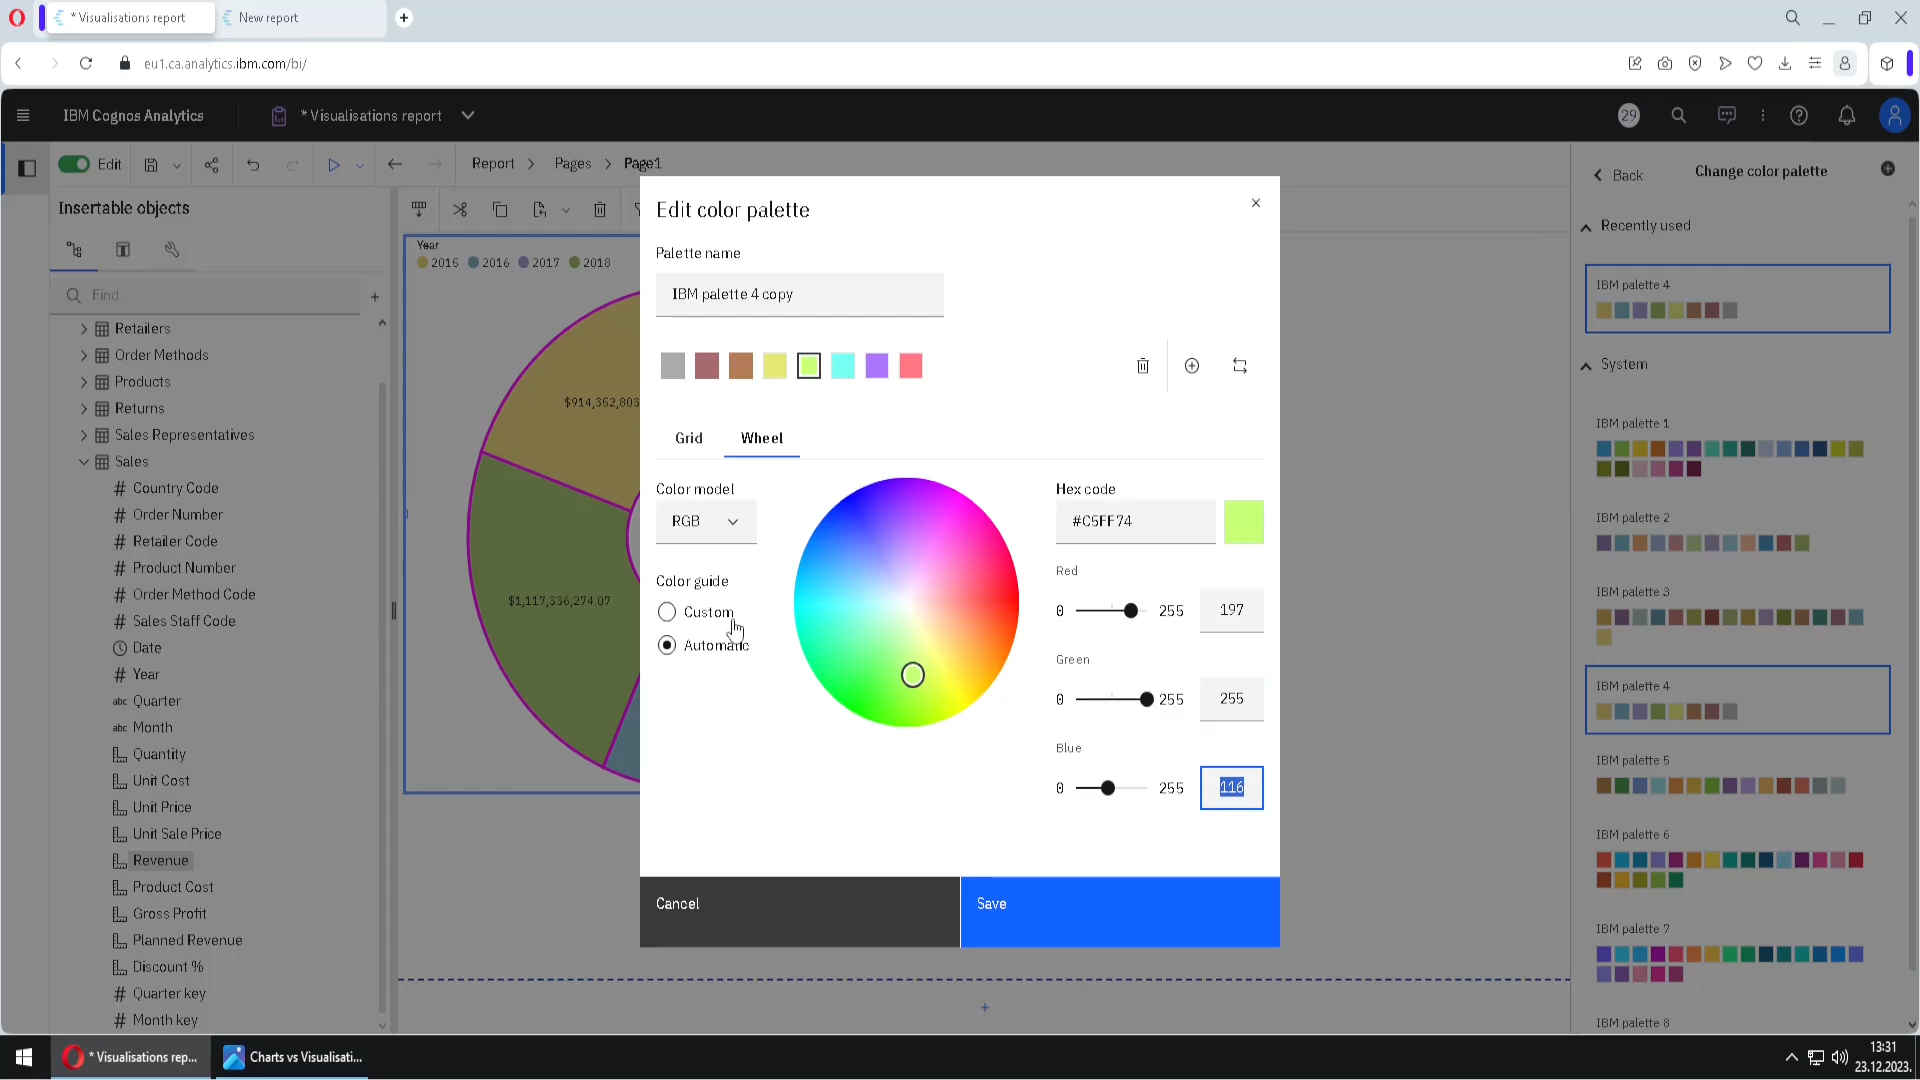 * Visualisations report
New report
eu1.ca.analytics.ibm.com/bi/
IBM Cognos Analytics
* Visualisations report
29
Edit
Report
Pages
Page1
Back
Change color palette
Insertable objects
Find
Retailers
Order Methods
Products
Returns
Sales Representatives
Sales
# Country Code
# Order Number
# Retailer Code
# Product Number
# Order Method Code
# Sales Staff Code
Date
# Year
abc Quarter
abc Month
Quantity
Unit Cost
Unit Price
Unit Sale Price
Revenue
Product Cost
Gross Profit
Planned Revenue
Discount %
# Quarter key
# Month key
Year
2015 2016 2017 2018
$914,352,803
$1,117,336,274.07
Edit color palette
Palette name
IBM palette 4 copy
Grid
Wheel
Color model
RGB
Color guide
Custom
Automatic
Hex code
#C5FF74
Red
0 255 197
Green
0 255 255
Blue
0 255 116
Cancel
Save
Recently used
IBM palette 4
System
IBM palette 1
IBM palette 2
IBM palette 3
IBM palette 4
IBM palette 5
IBM palette 6
IBM palette 7
IBM palette 8
* Visualisations rep...
Charts vs Visualisati...
13:31
23.12.2023.